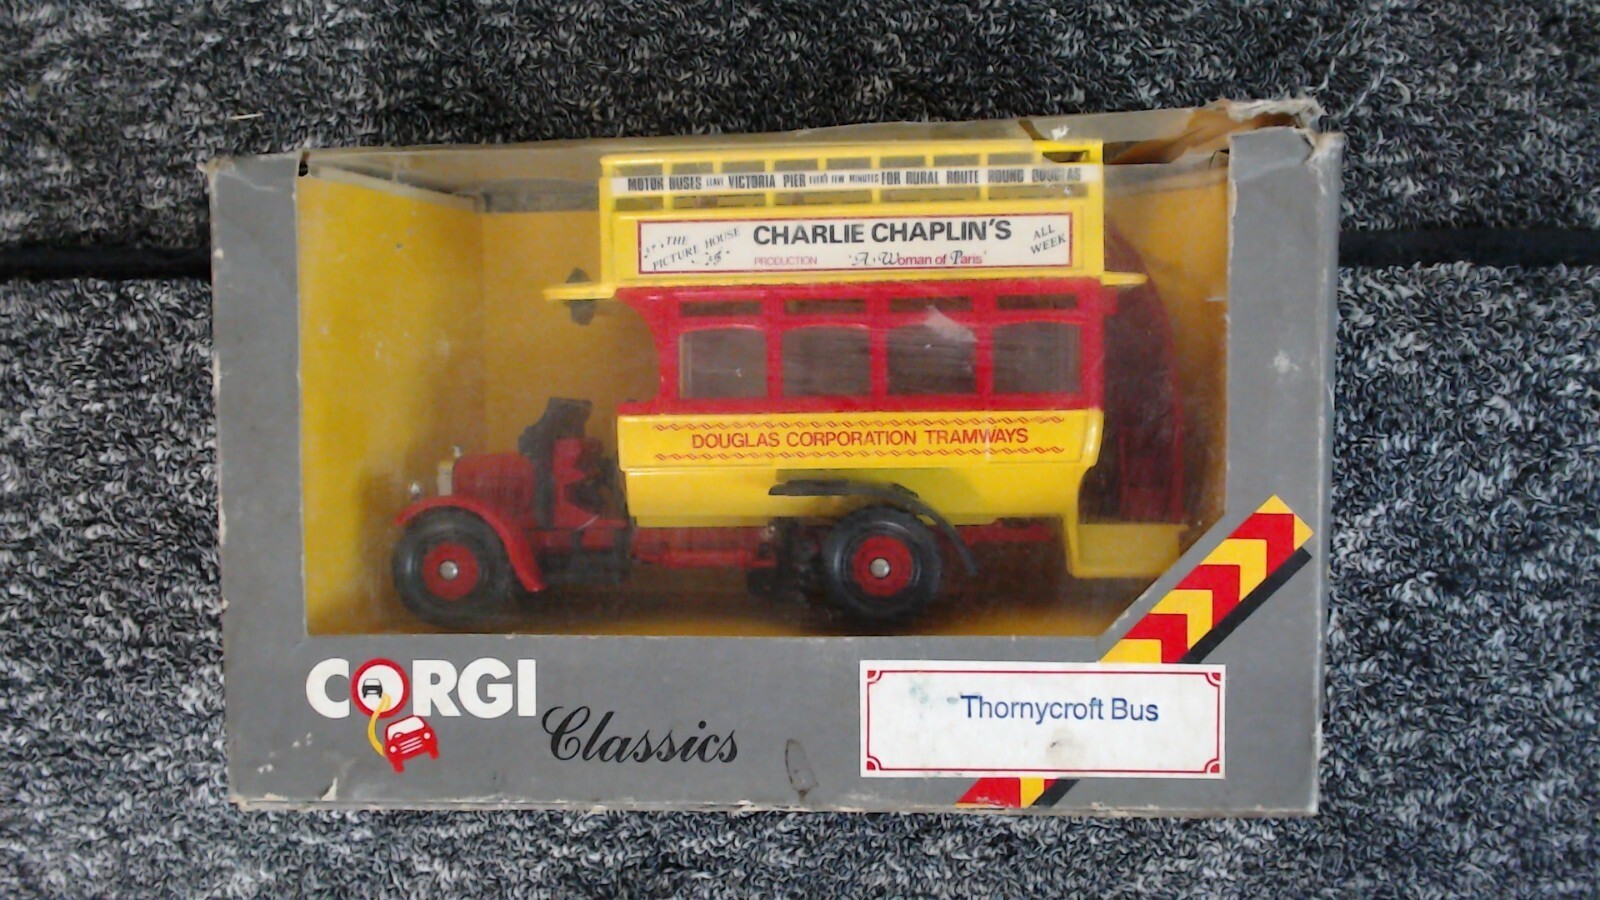 MOTOR BUSES LEAVE VICTORIA PIER EVERY FEW MINUTES FOR RURAL ROUTE ROUND DOUGLAS
THE PICTURE HOUSE
CHARLIE CHAPLIN'S
PRODUCTION 'A Woman of Paris'
ALL WEEK
DOUGLAS CORPORATION TRAMWAYS
CORGI
Classics
Thornycroft Bus